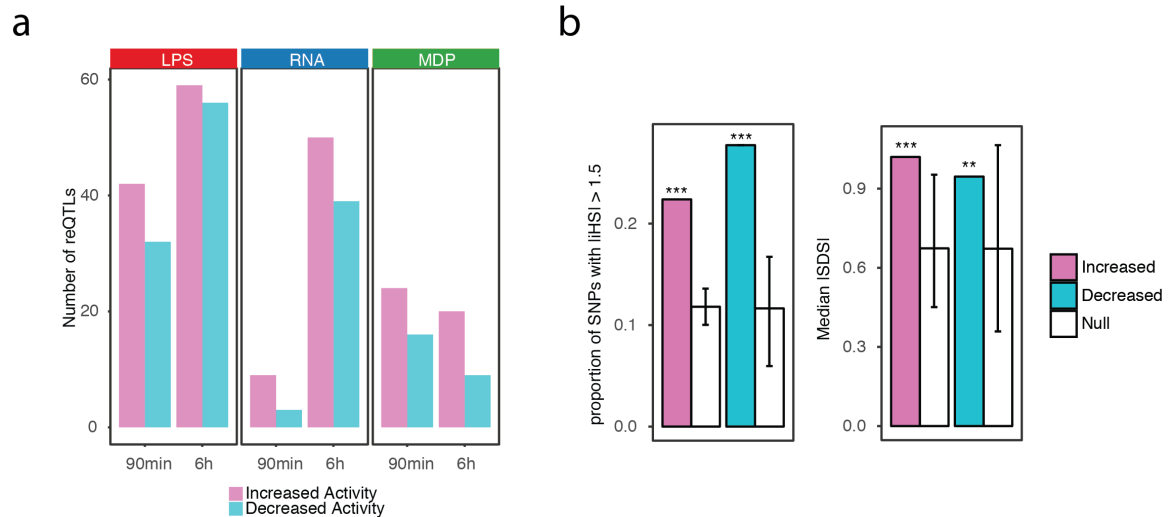 a
LPS RNA MDP
Number of reQTLs
60
40
20
0
90min 6h 90min 6h 90min 6h
Increased Activity
Decreased Activity
b
proportion of SNPs with |iHS| > 1.5
0.2
0.1
0.0
*** ***
Median |SDS|
0.9
0.6
0.3
0.0
*** **
Increased
Decreased
Null